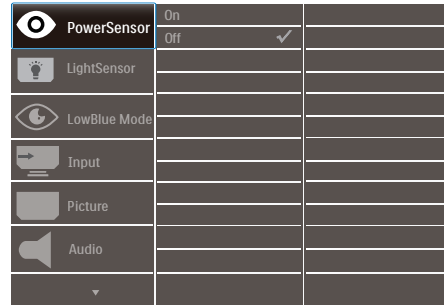 PowerSensor
On
Off
LightSensor
LowBlue Mode
Input
Picture
Audio